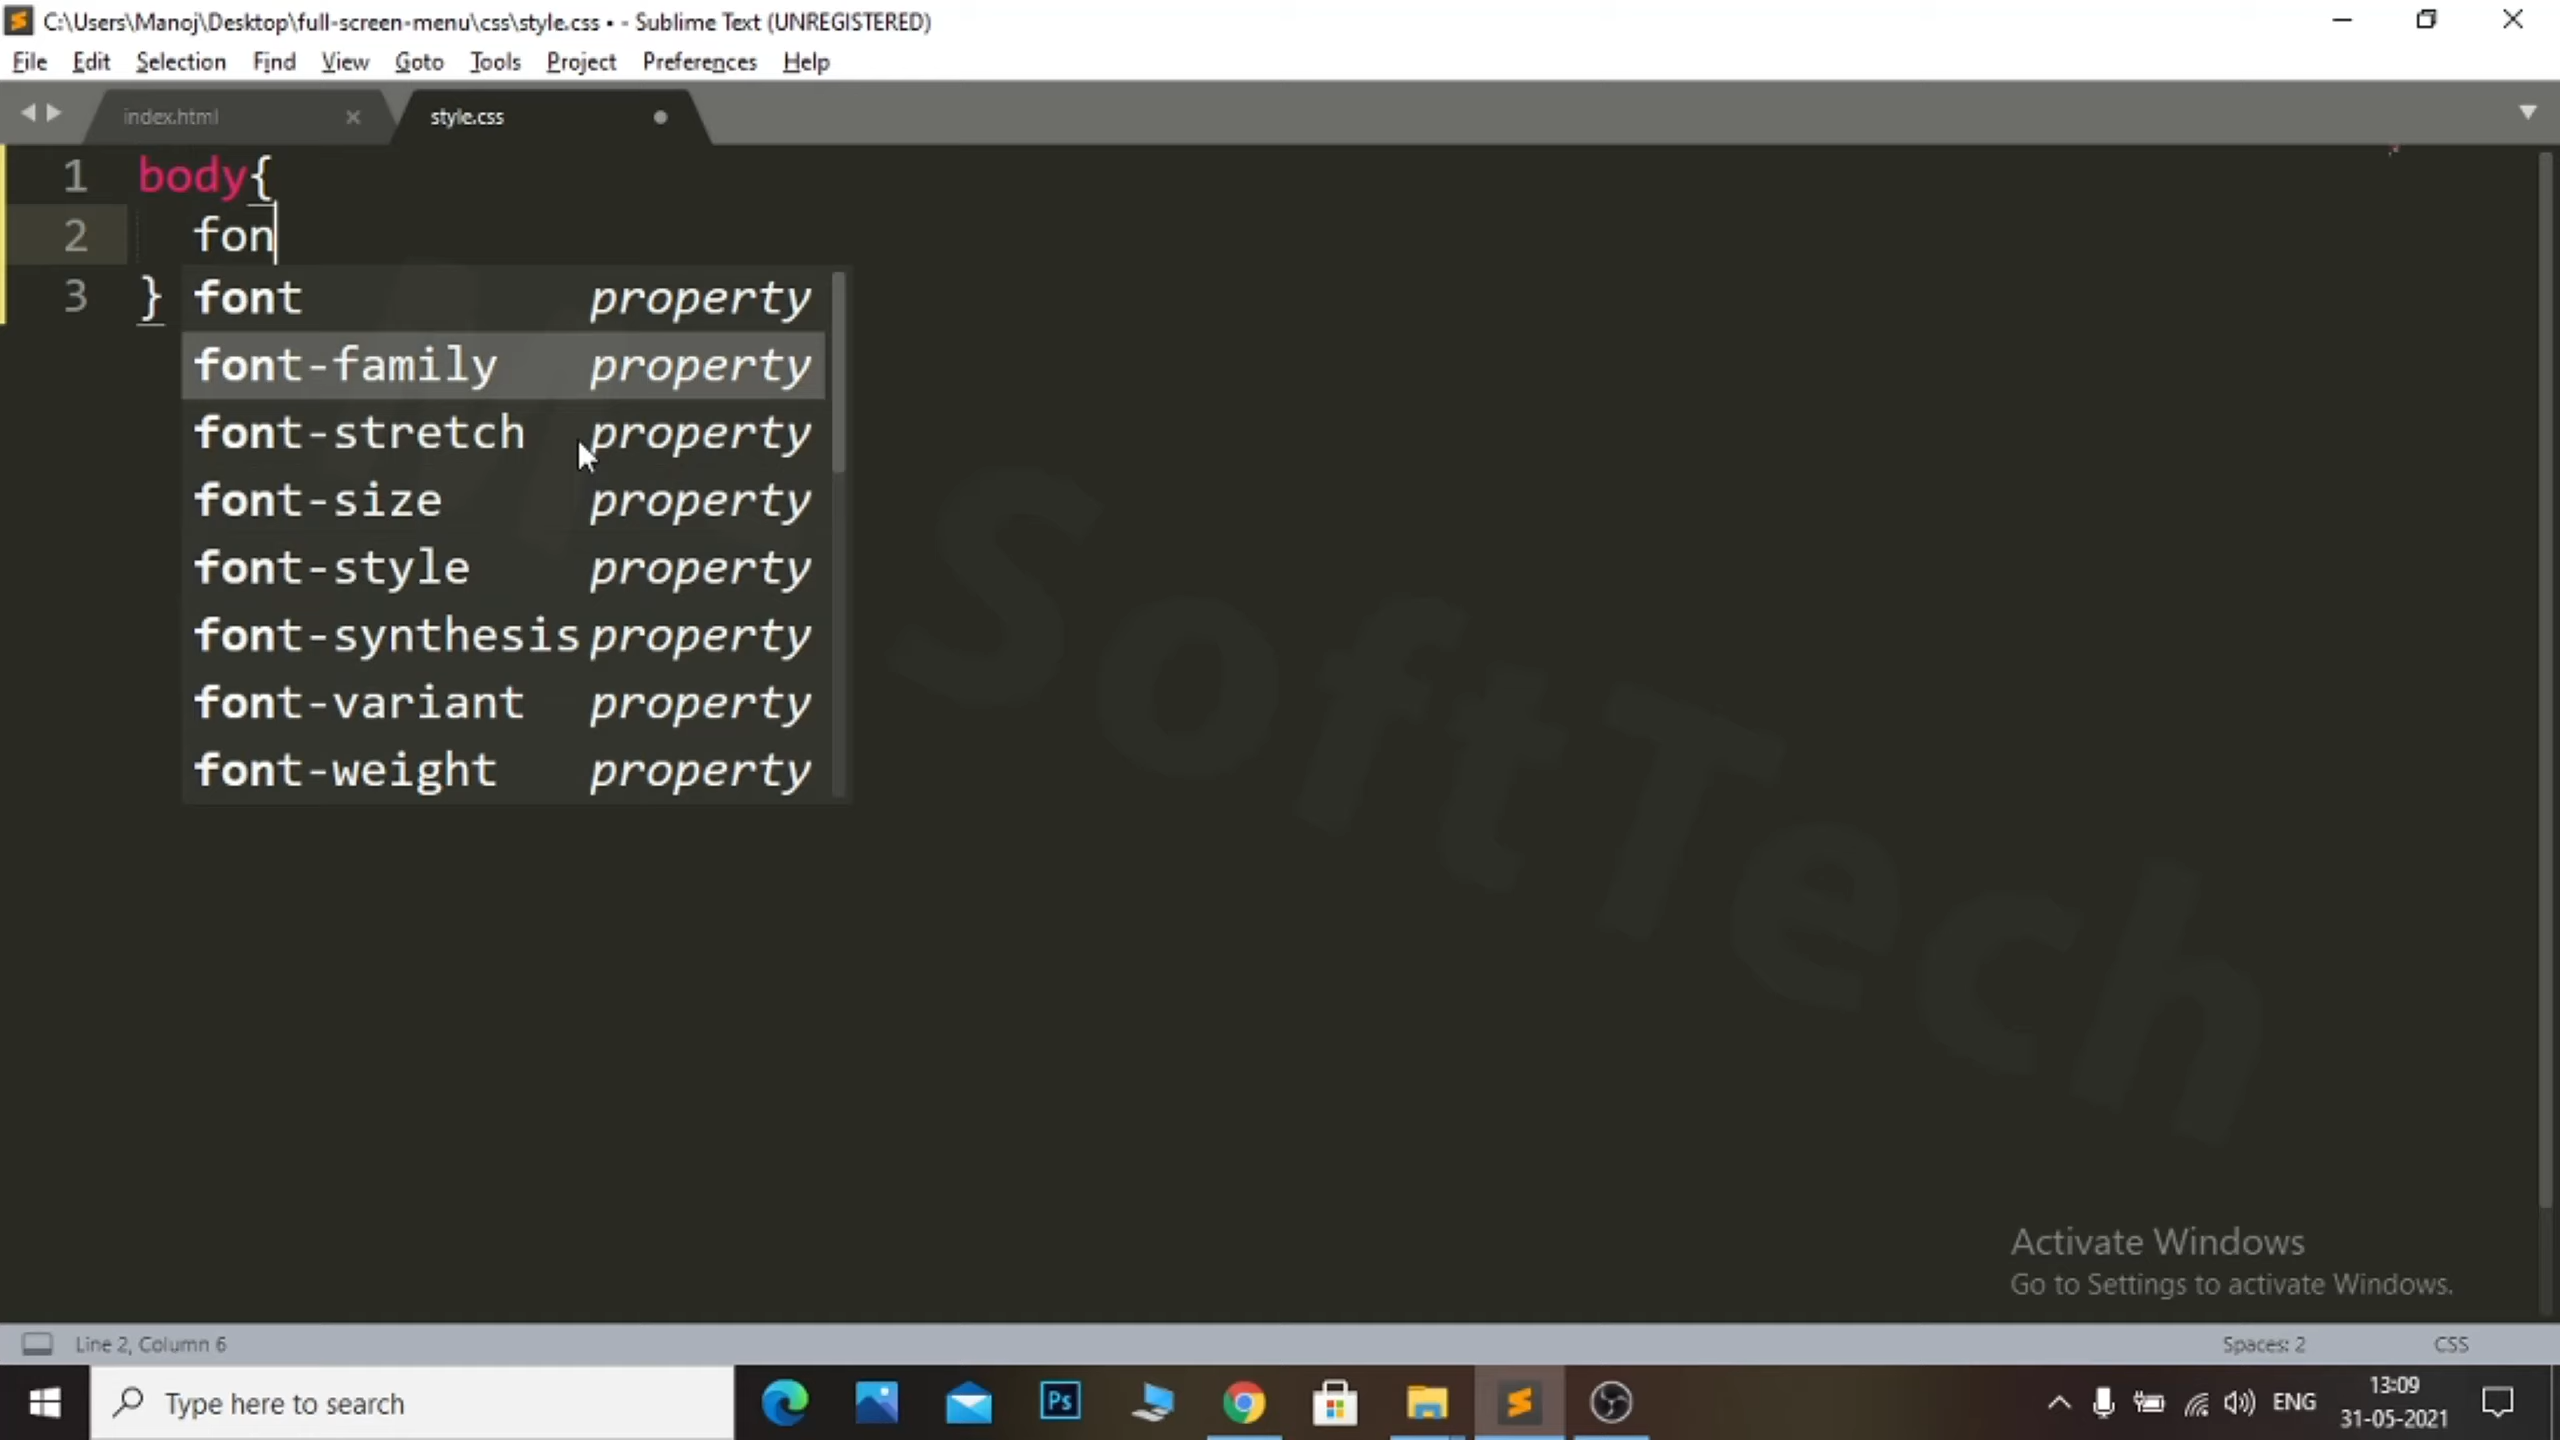 C:\Users\Manoj\Desktop\full-screen-menu\css\style.css • - Sublime Text (UNREGISTERED)
File Edit Selection Find View Goto Tools Project Preferences Help
index.html style.css
1 body{
2 fon
3 }
font property
font-family property
font-stretch property
font-size property
font-style property
font-synthesis property
font-variant property
font-weight property
SoftTech
Activate Windows
Go to Settings to activate Windows.
Line 2, Column 6 Spaces: 2 CSS
Type here to search
Ps
ENG
13:09
31-05-2021